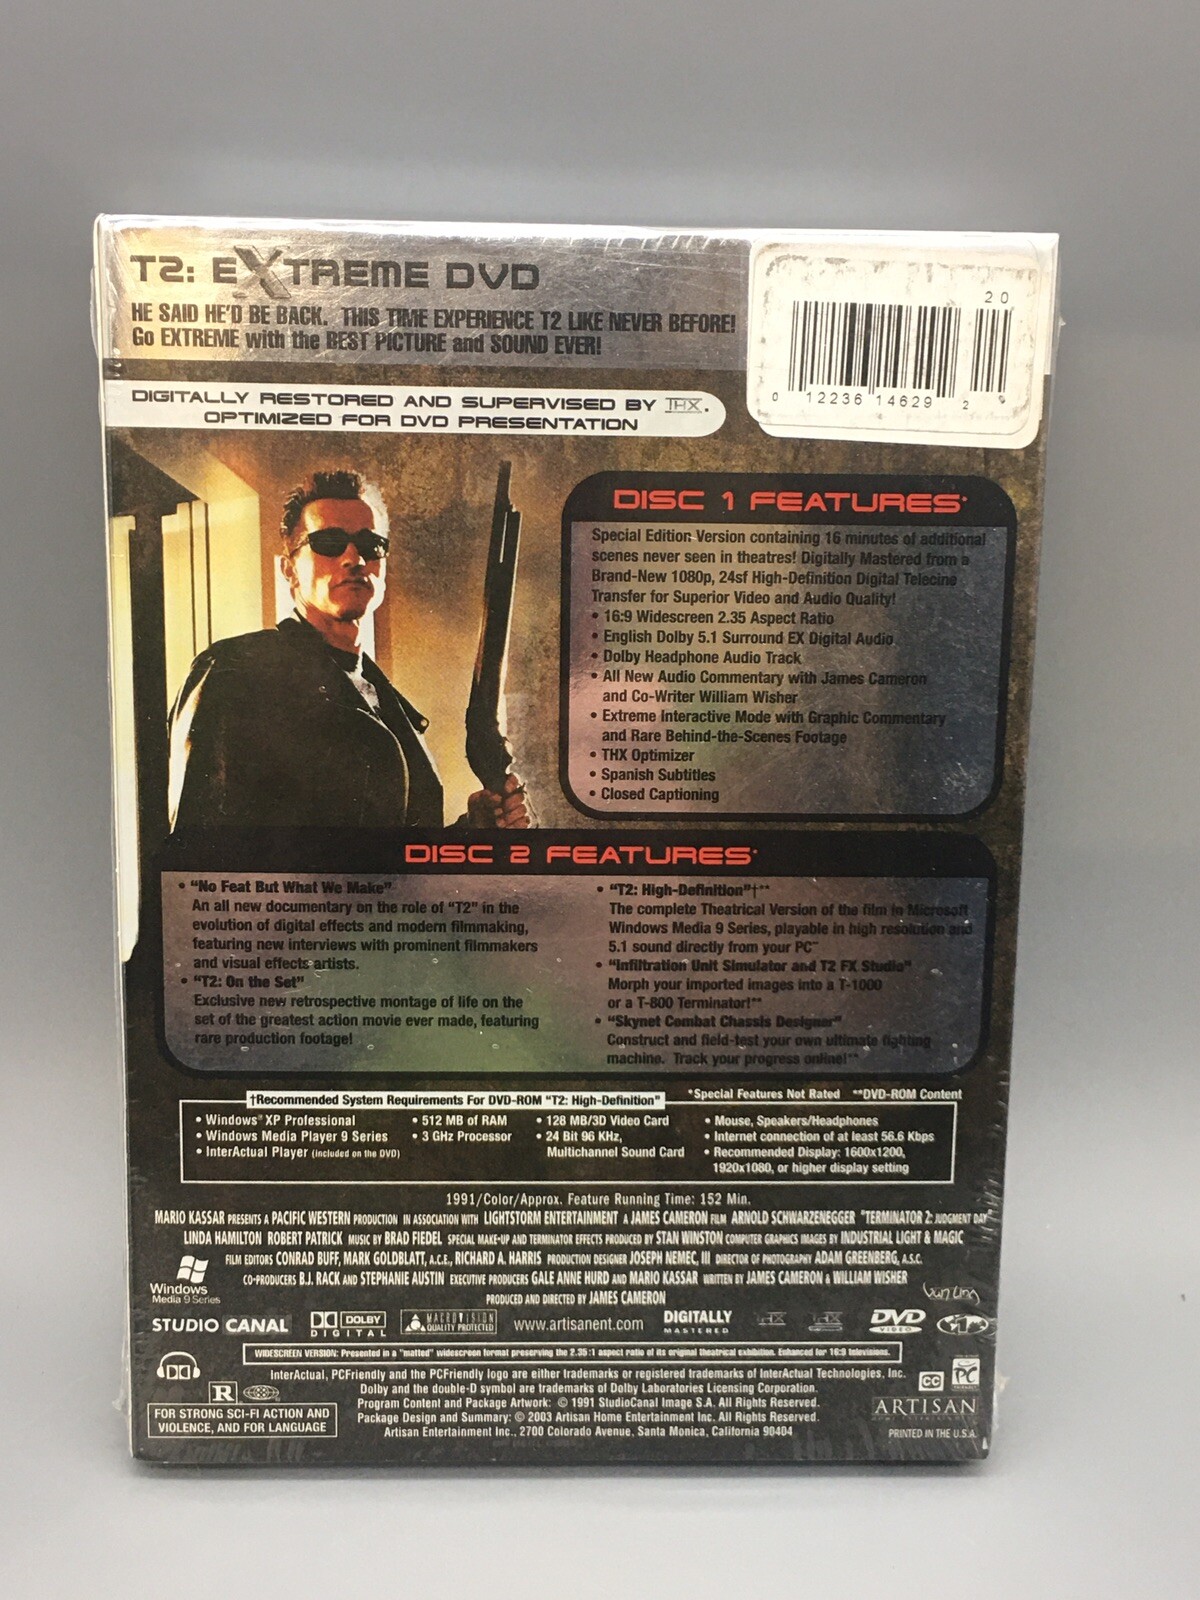 T2: EXTREME DVD
HE SAID HE'D BE BACK. THIS TIME EXPERIENCE T2 LIKE NEVER BEFORE!
Go EXTREME with the BEST PICTURE and SOUND EVER!
20
0 12236 14629 2
DIGITALLY RESTORED AND SUPERVISED BY THX.
OPTIMIZED FOR DVD PRESENTATION
DISC 1 FEATURES*
Special Edition Version containing 16 minutes of additional
scenes never seen in theatres! Digitally Mastered from a
Brand-New 1080p, 24sf High-Definition Digital Telecine
Transfer for Superior Video and Audio Quality!
• 16:9 Widescreen 2.35 Aspect Ratio
• English Dolby 5.1 Surround EX Digital Audio
• Dolby Headphone Audio Track
• All New Audio Commentary with James Cameron
and Co-Writer William Wisher
• Extreme Interactive Mode with Graphic Commentary
and Rare Behind-the-Scenes Footage
• THX Optimizer
• Spanish Subtitles
• Closed Captioning
DISC 2 FEATURES*
• "No Feat But What We Make"
An all new documentary on the role of "T2" in the
evolution of digital effects and modern filmmaking,
featuring new interviews with prominent filmmakers
and visual effects artists.
• "T2: On the Set"
Exclusive new retrospective montage of life on the
set of the greatest action movie ever made, featuring
rare production footage!
• "T2: High-Definition"†**
The complete Theatrical Version of the film in Microsoft
Windows Media 9 Series, playable in high resolution and
5.1 sound directly from your PC**
• "Infiltration Unit Simulator and T2 FX Studio"
Morph your imported images into a T-1000
or a T-800 Terminator!**
• "Skynet Combat Chassis Designer"
Construct and field-test your own ultimate fighting
machine. Track your progress online!**
*Special Features Not Rated **DVD-ROM Content
†Recommended System Requirements For DVD-ROM "T2: High-Definition"
• Windows® XP Professional
• Windows Media Player 9 Series
• InterActual Player (included on the DVD)
• 512 MB of RAM
• 3 GHz Processor
• 128 MB/3D Video Card
• 24 Bit 96 KHz,
Multichannel Sound Card
• Mouse, Speakers/Headphones
• Internet connection of at least 56.6 Kbps
• Recommended Display: 1600x1200,
1920x1080, or higher display setting
1991/Color/Approx. Feature Running Time: 152 Min.
MARIO KASSAR PRESENTS A PACIFIC WESTERN PRODUCTION IN ASSOCIATION WITH LIGHTSTORM ENTERTAINMENT A JAMES CAMERON FILM ARNOLD SCHWARZENEGGER "TERMINATOR 2: JUDGMENT DAY"
LINDA HAMILTON ROBERT PATRICK MUSIC BY BRAD FIEDEL SPECIAL MAKE-UP AND TERMINATOR EFFECTS PRODUCED BY STAN WINSTON COMPUTER GRAPHICS IMAGES BY INDUSTRIAL LIGHT & MAGIC
FILM EDITORS CONRAD BUFF, MARK GOLDBLATT, A.C.E., RICHARD A. HARRIS PRODUCTION DESIGNER JOSEPH NEMEC, III DIRECTOR OF PHOTOGRAPHY ADAM GREENBERG, A.S.C.
CO-PRODUCERS B.J. RACK AND STEPHANIE AUSTIN EXECUTIVE PRODUCERS GALE ANNE HURD AND MARIO KASSAR WRITTEN BY JAMES CAMERON & WILLIAM WISHER
PRODUCED AND DIRECTED BY JAMES CAMERON
Windows
Media 9 Series
STUDIO CANAL
DOLBY
DIGITAL
MACROVISION
QUALITY PROTECTED
www.artisanent.com
DIGITALLY
MASTERED
THX
THX
DVD
VIDEO
WIDESCREEN VERSION: Presented in a "matted" widescreen format preserving the 2.35:1 aspect ratio of its original theatrical exhibition. Enhanced for 16:9 televisions.
InterActual, PCFriendly and the PCFriendly logo are either trademarks or registered trademarks of InterActual Technologies, Inc.
Dolby and the double-D symbol are trademarks of Dolby Laboratories Licensing Corporation.
Program Content and Package Artwork: © 1991 StudioCanal Image S.A. All Rights Reserved.
Package Design and Summary: © 2003 Artisan Home Entertainment Inc. All Rights Reserved.
Artisan Entertainment Inc., 2700 Colorado Avenue, Santa Monica, California 90404
R
FOR STRONG SCI-FI ACTION AND
VIOLENCE, AND FOR LANGUAGE
CC
PC
ARTISAN
HOME ENTERTAINMENT
PRINTED IN THE U.S.A.